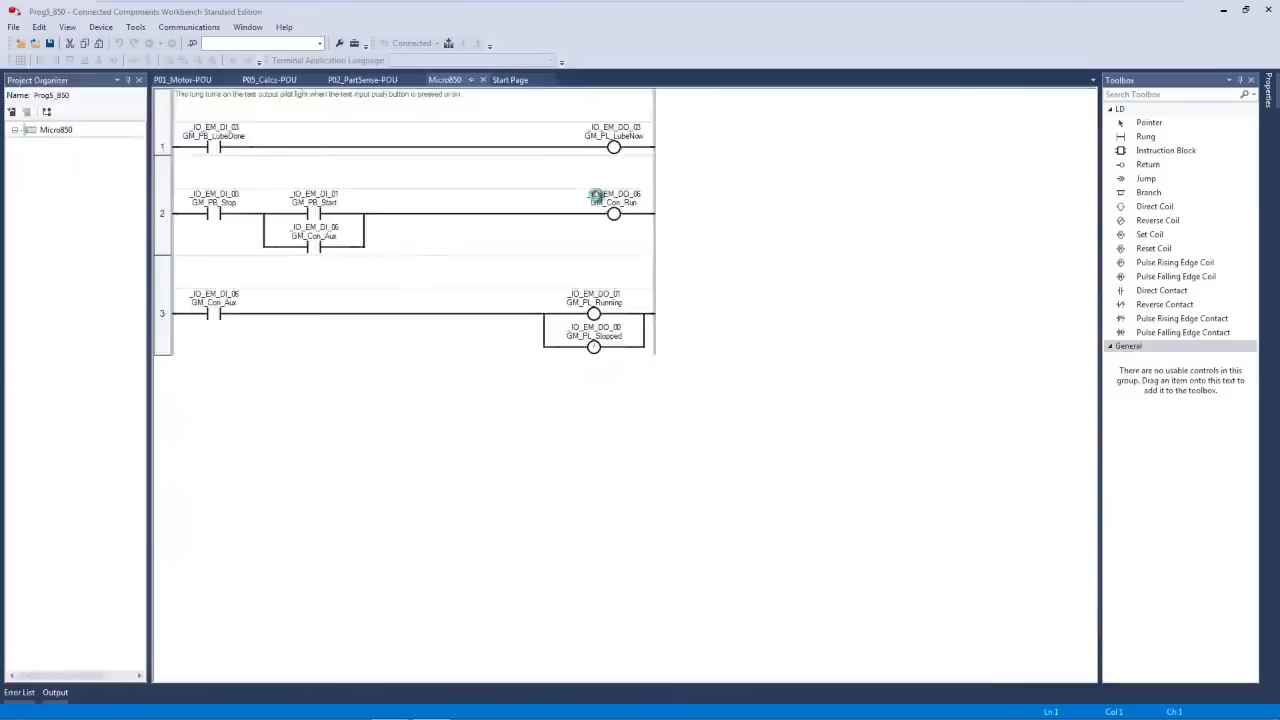 Prog5_850 - Connected Components Workbench Standard Edition
File Edit View Device Tools Communications Window Help
Connected
Terminal Application Language
Project Organizer
Name: Prog5_850
Micro850
P01_Motor-POU P05_Calcs-POU P02_PartSense-POU Micro850 Start Page
This rung turns on the test output pilot light when the test input push button is pressed or on.
_IO_EM_DI_03 _IO_EM_DO_03
GM_PB_LubeDone GM_PL_LubeNow
1
_IO_EM_DI_00 _IO_EM_DI_01 EM_DO_06
GM_PB_Stop GM_PB_Start GM_Con_Run
2
_IO_EM_DI_06
GM_Con_Aux
_IO_EM_DI_06 _IO_EM_DO_01
GM_Con_Aux GM_PL_Running
3
_IO_EM_DO_00
GM_PL_Stopped
Toolbox
Search Toolbox
LD
Pointer
Rung
Instruction Block
Return
Jump
Branch
Direct Coil
Reverse Coil
Set Coil
Reset Coil
Pulse Rising Edge Coil
Pulse Falling Edge Coil
Direct Contact
Reverse Contact
Pulse Rising Edge Contact
Pulse Falling Edge Contact
General
There are no usable controls in this
group. Drag an item onto this text to
add it to the toolbox.
Properties
Error List Output
Ln 1 Col 1 Ch 1